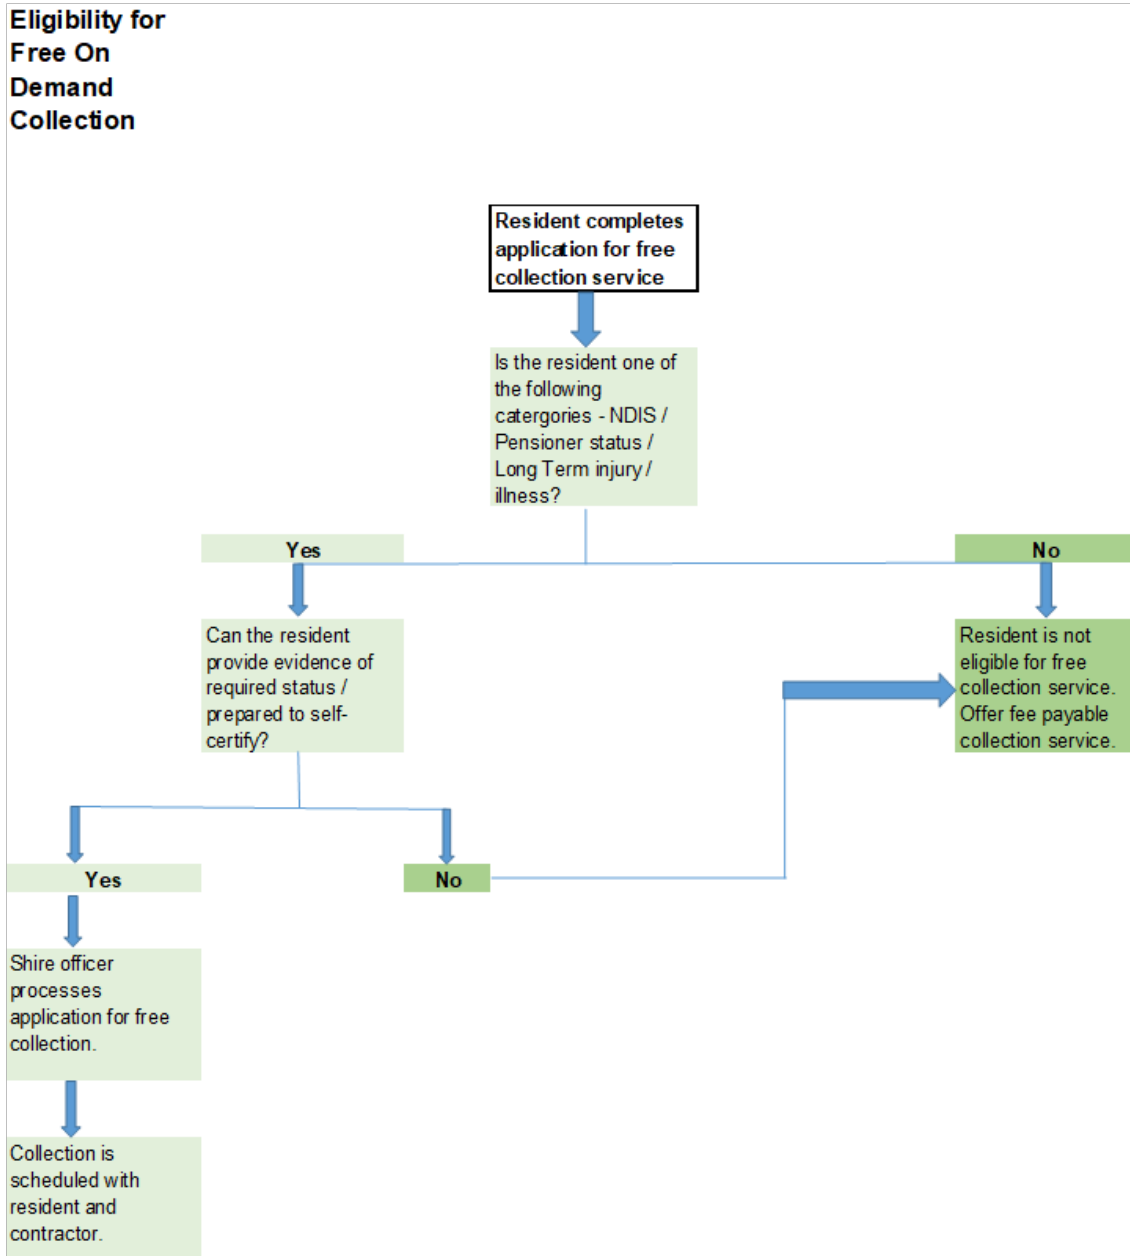 Eligibility for
Free On
Demand
Collection
Resident completes
application for free
collection service
Is the resident one of
the following
catergories - NDIS /
Pensioner status /
Long Term injury /
illness?
Yes
No
Can the resident
provide evidence of
required status /
prepared to self-
certify?
Resident is not
eligible for free
collection service.
Offer fee payable
collection service.
Yes
No
Shire officer
processes
application for free
collection.
Collection is
scheduled with
resident and
contractor.